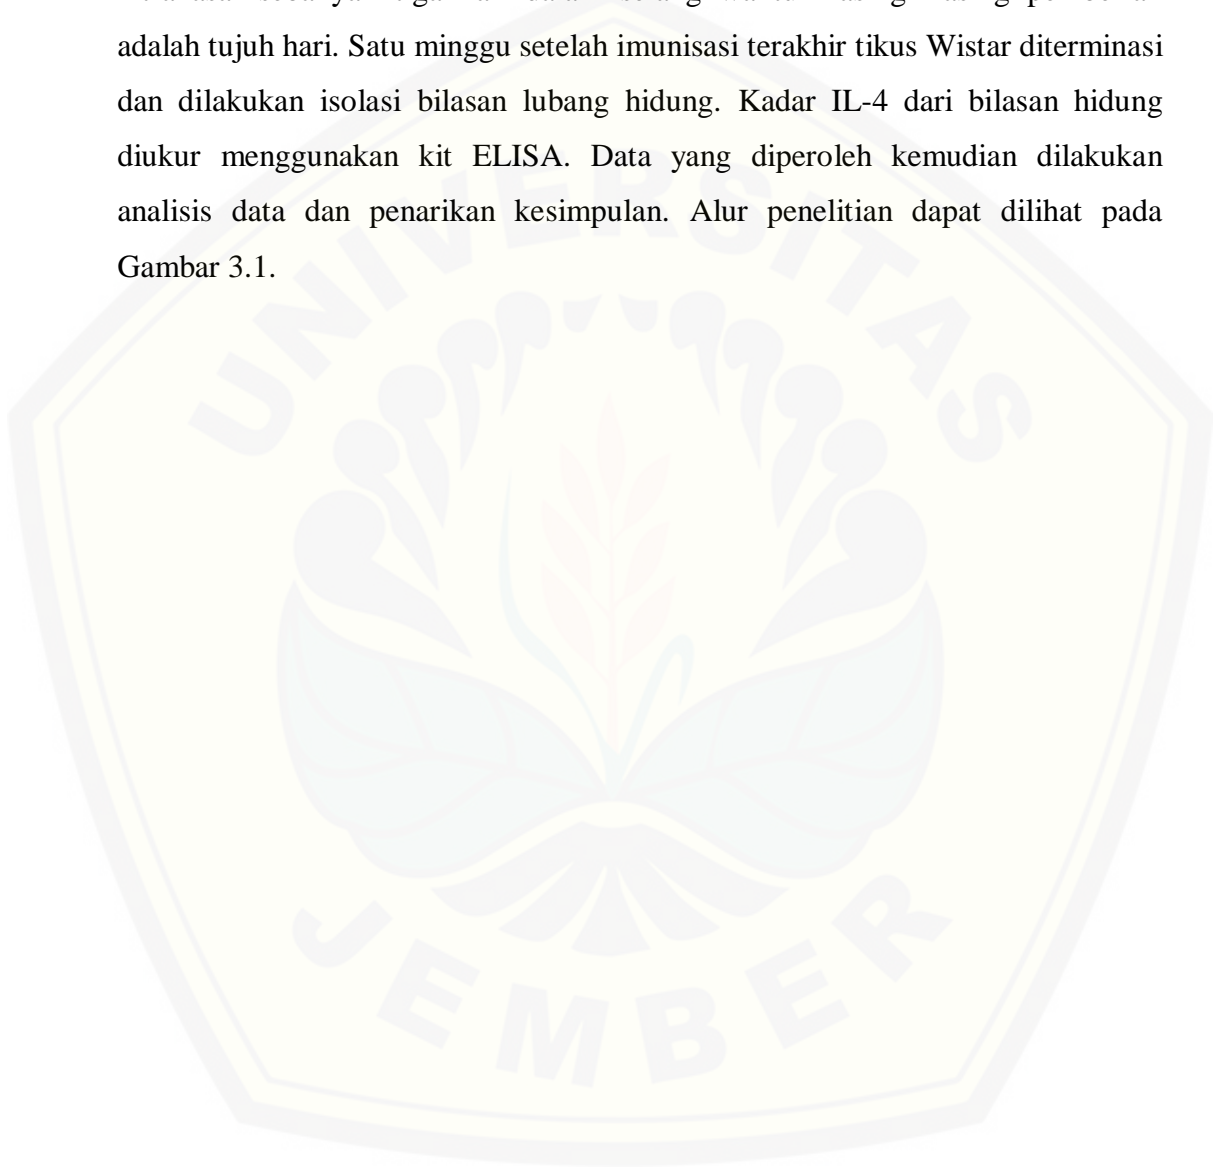 adalah tujuh hari. Satu minggu setelah imunisasi terakhir tikus Wistar diterminasi
dan dilakukan isolasi bilasan lubang hidung. Kadar IL-4 dari bilasan hidung
diukur menggunakan kit ELISA. Data yang diperoleh kemudian dilakukan
analisis data dan penarikan kesimpulan. Alur penelitian dapat dilihat pada
Gambar 3.1.
UNIVERSITAS
JEMBER